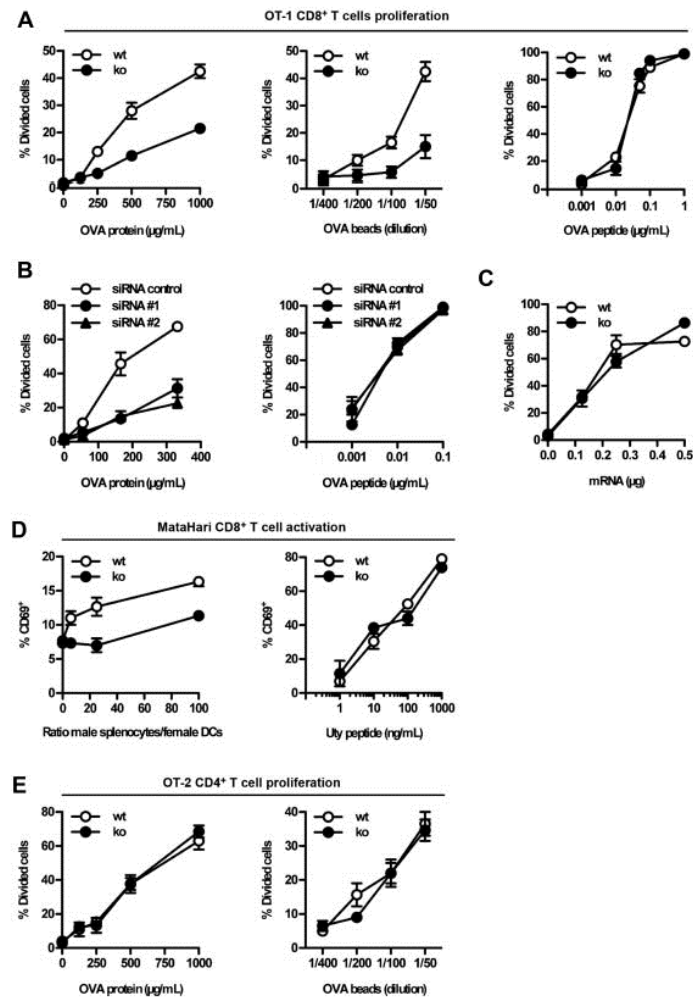 A
OT-1 CD8⁺ T cells proliferation
% Divided cells
50
40
30
20
10
0
wt
ko
0 250 500 750 1000
OVA protein (µg/mL)
% Divided cells
50
40
30
20
10
0
wt
ko
1/400 1/200 1/100 1/50
OVA beads (dilution)
% Divided cells
100
80
60
40
20
0
wt
ko
0.001 0.01 0.1 1
OVA peptide (µg/mL)
B
% Divided cells
80
60
40
20
0
siRNA control
siRNA #1
siRNA #2
0 100 200 300 400
OVA protein (µg/mL)
% Divided cells
100
80
60
40
20
0
siRNA control
siRNA #1
siRNA #2
0.001 0.01 0.1
OVA peptide (µg/mL)
C
% Divided cells
100
80
60
40
20
0
wt
ko
0.0 0.1 0.2 0.3 0.4 0.5
mRNA (µg)
D
MataHari CD8⁺ T cell activation
% CD69⁺
20
15
10
5
0
wt
ko
0 20 40 60 80 100
Ratio male splenocytes/female DCs
% CD69⁺
80
60
40
20
0
wt
ko
1 10 100 1000
Uty peptide (ng/mL)
E
OT-2 CD4⁺ T cell proliferation
% Divided cells
80
60
40
20
0
wt
ko
0 250 500 750 1000
OVA protein (µg/mL)
% Divided cells
40
30
20
10
0
wt
ko
1/400 1/200 1/100 1/50
OVA beads (dilution)